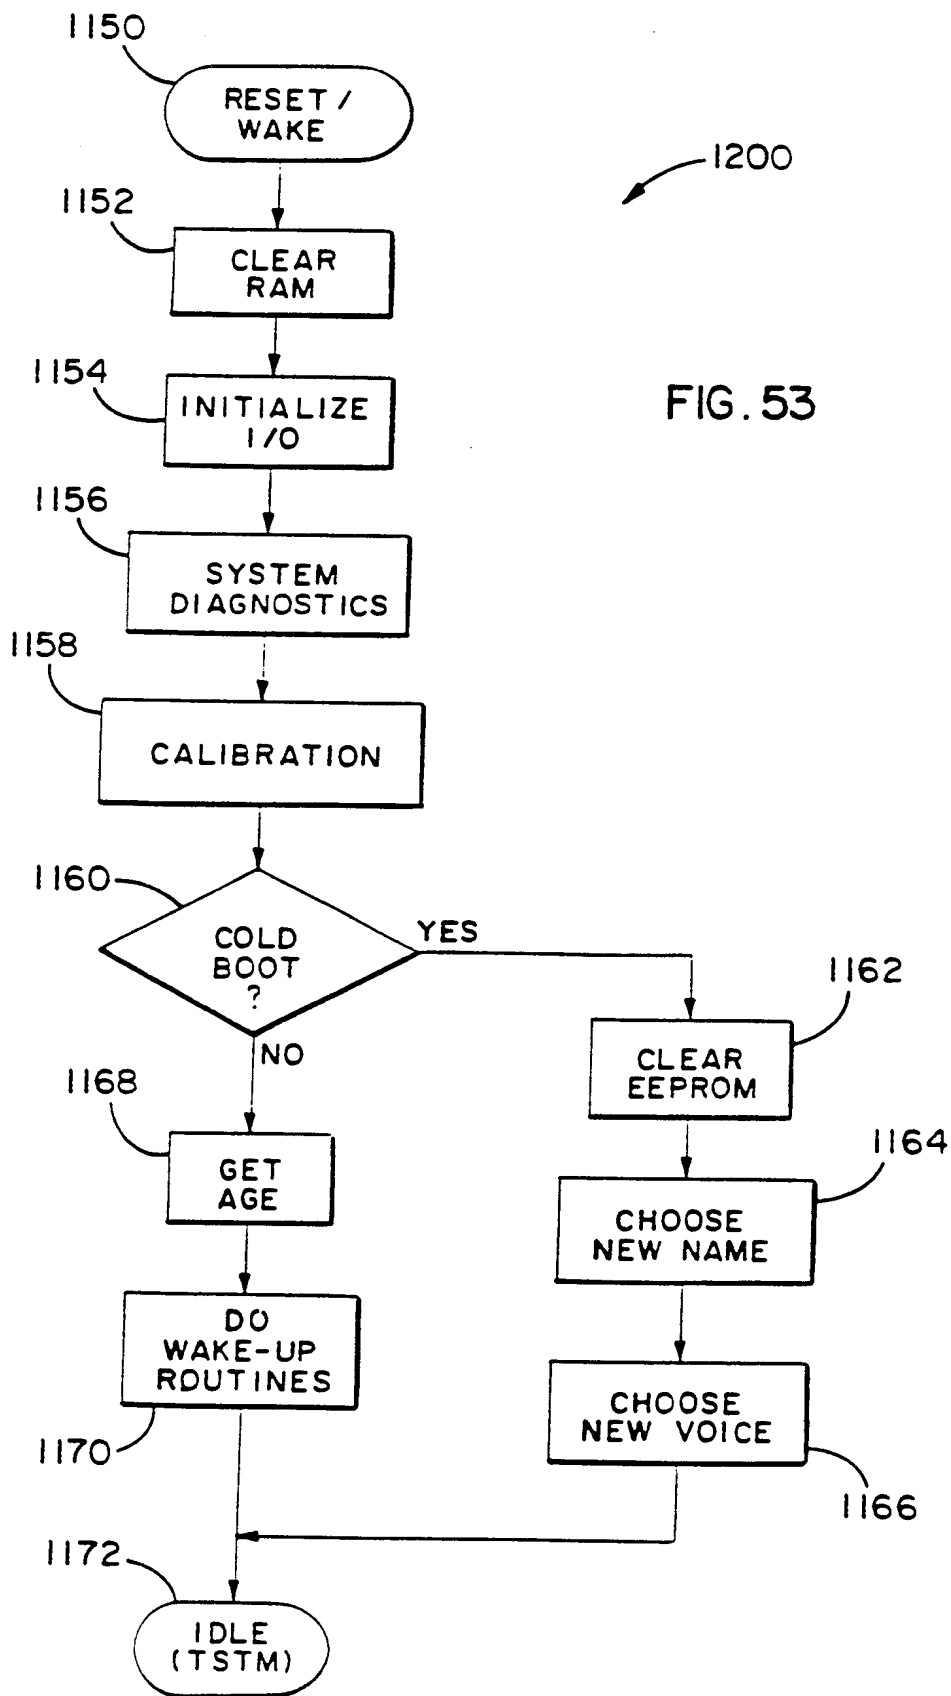 1150
RESET /
WAKE
1200
1152
CLEAR
RAM
1154
INITIALIZE
I/O
FIG. 53
1156
SYSTEM
DIAGNOSTICS
1158
CALIBRATION
1160
COLD
BOOT
?
YES
NO
1162
CLEAR
EEPROM
1168
GET
AGE
1164
CHOOSE
NEW NAME
DO
WAKE-UP
ROUTINES
1170
CHOOSE
NEW VOICE
1166
1172
IDLE
(TSTM)